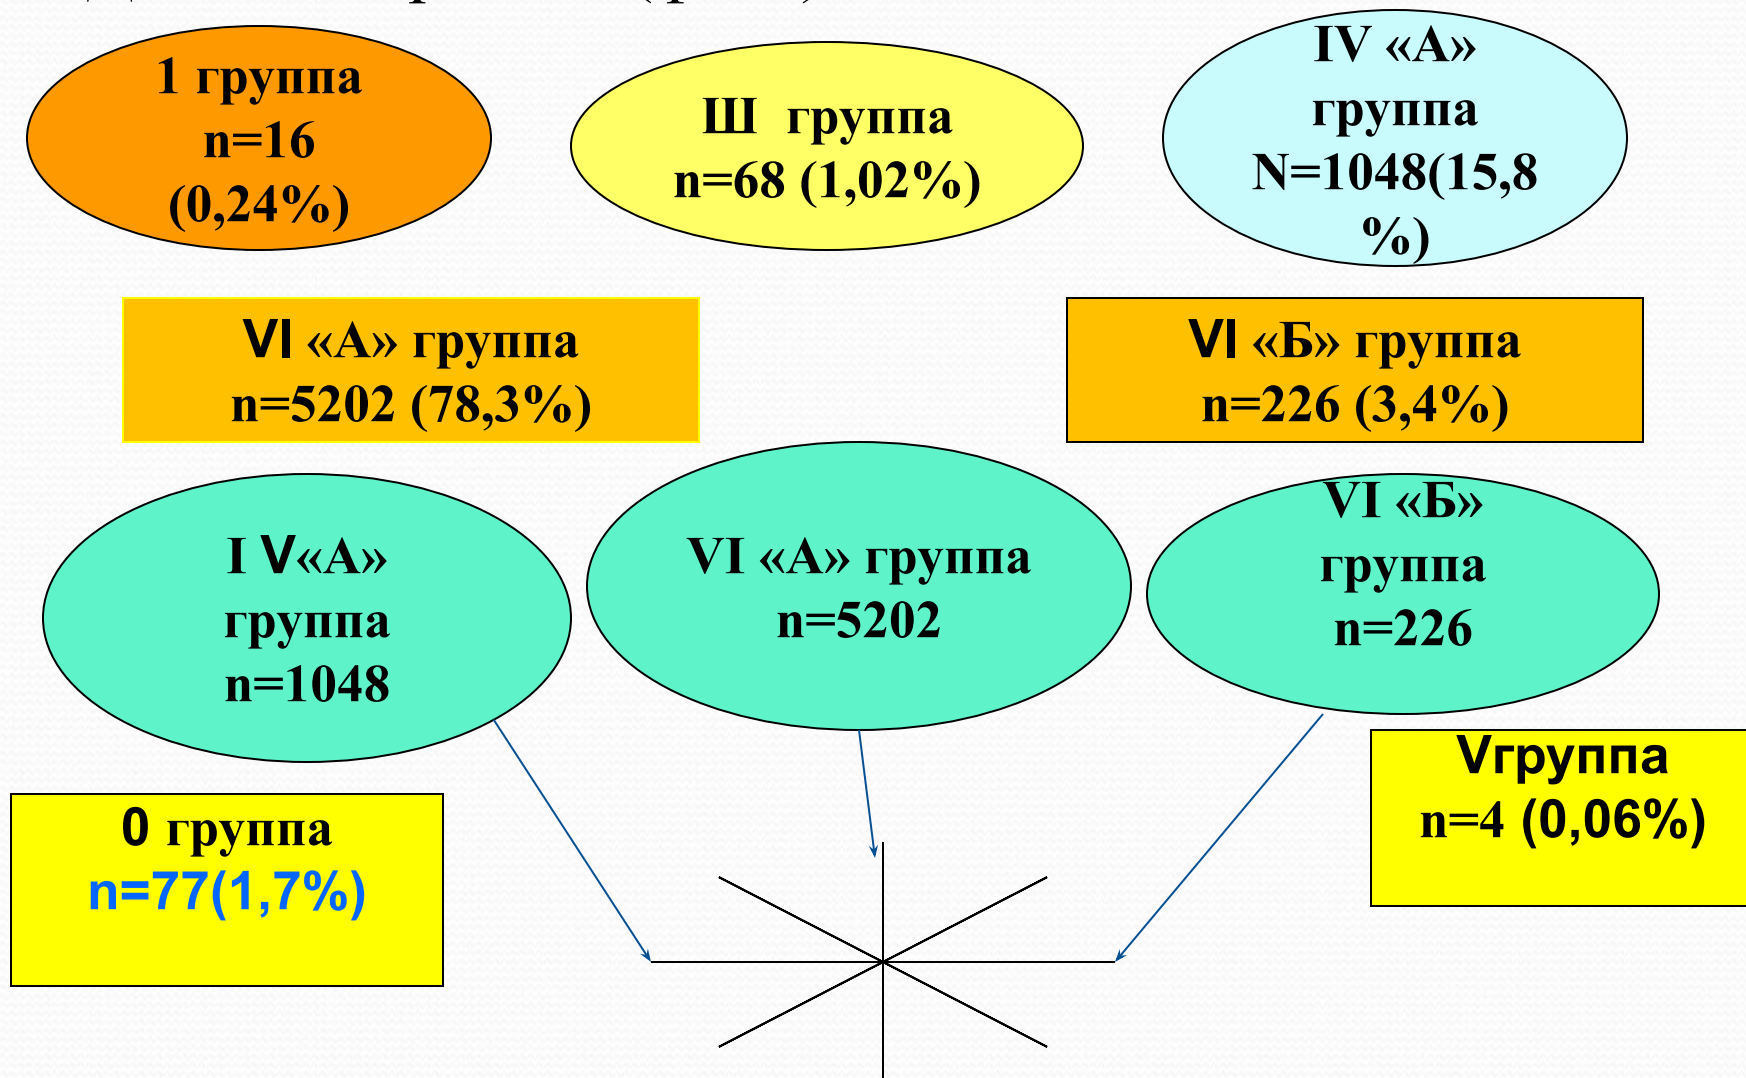 1 группа
n=16
(0,24%)
Ш группа
n=68 (1,02%)
IV «А»
группа
N=1048(15,8
%)
VI «А» группа
n=5202 (78,3%)
VI «Б» группа
n=226 (3,4%)
I V«А»
группа
n=1048
VI «А» группа
n=5202
VI «Б»
группа
n=226
0 группа
n=77(1,7%)
Vгруппа
n=4 (0,06%)